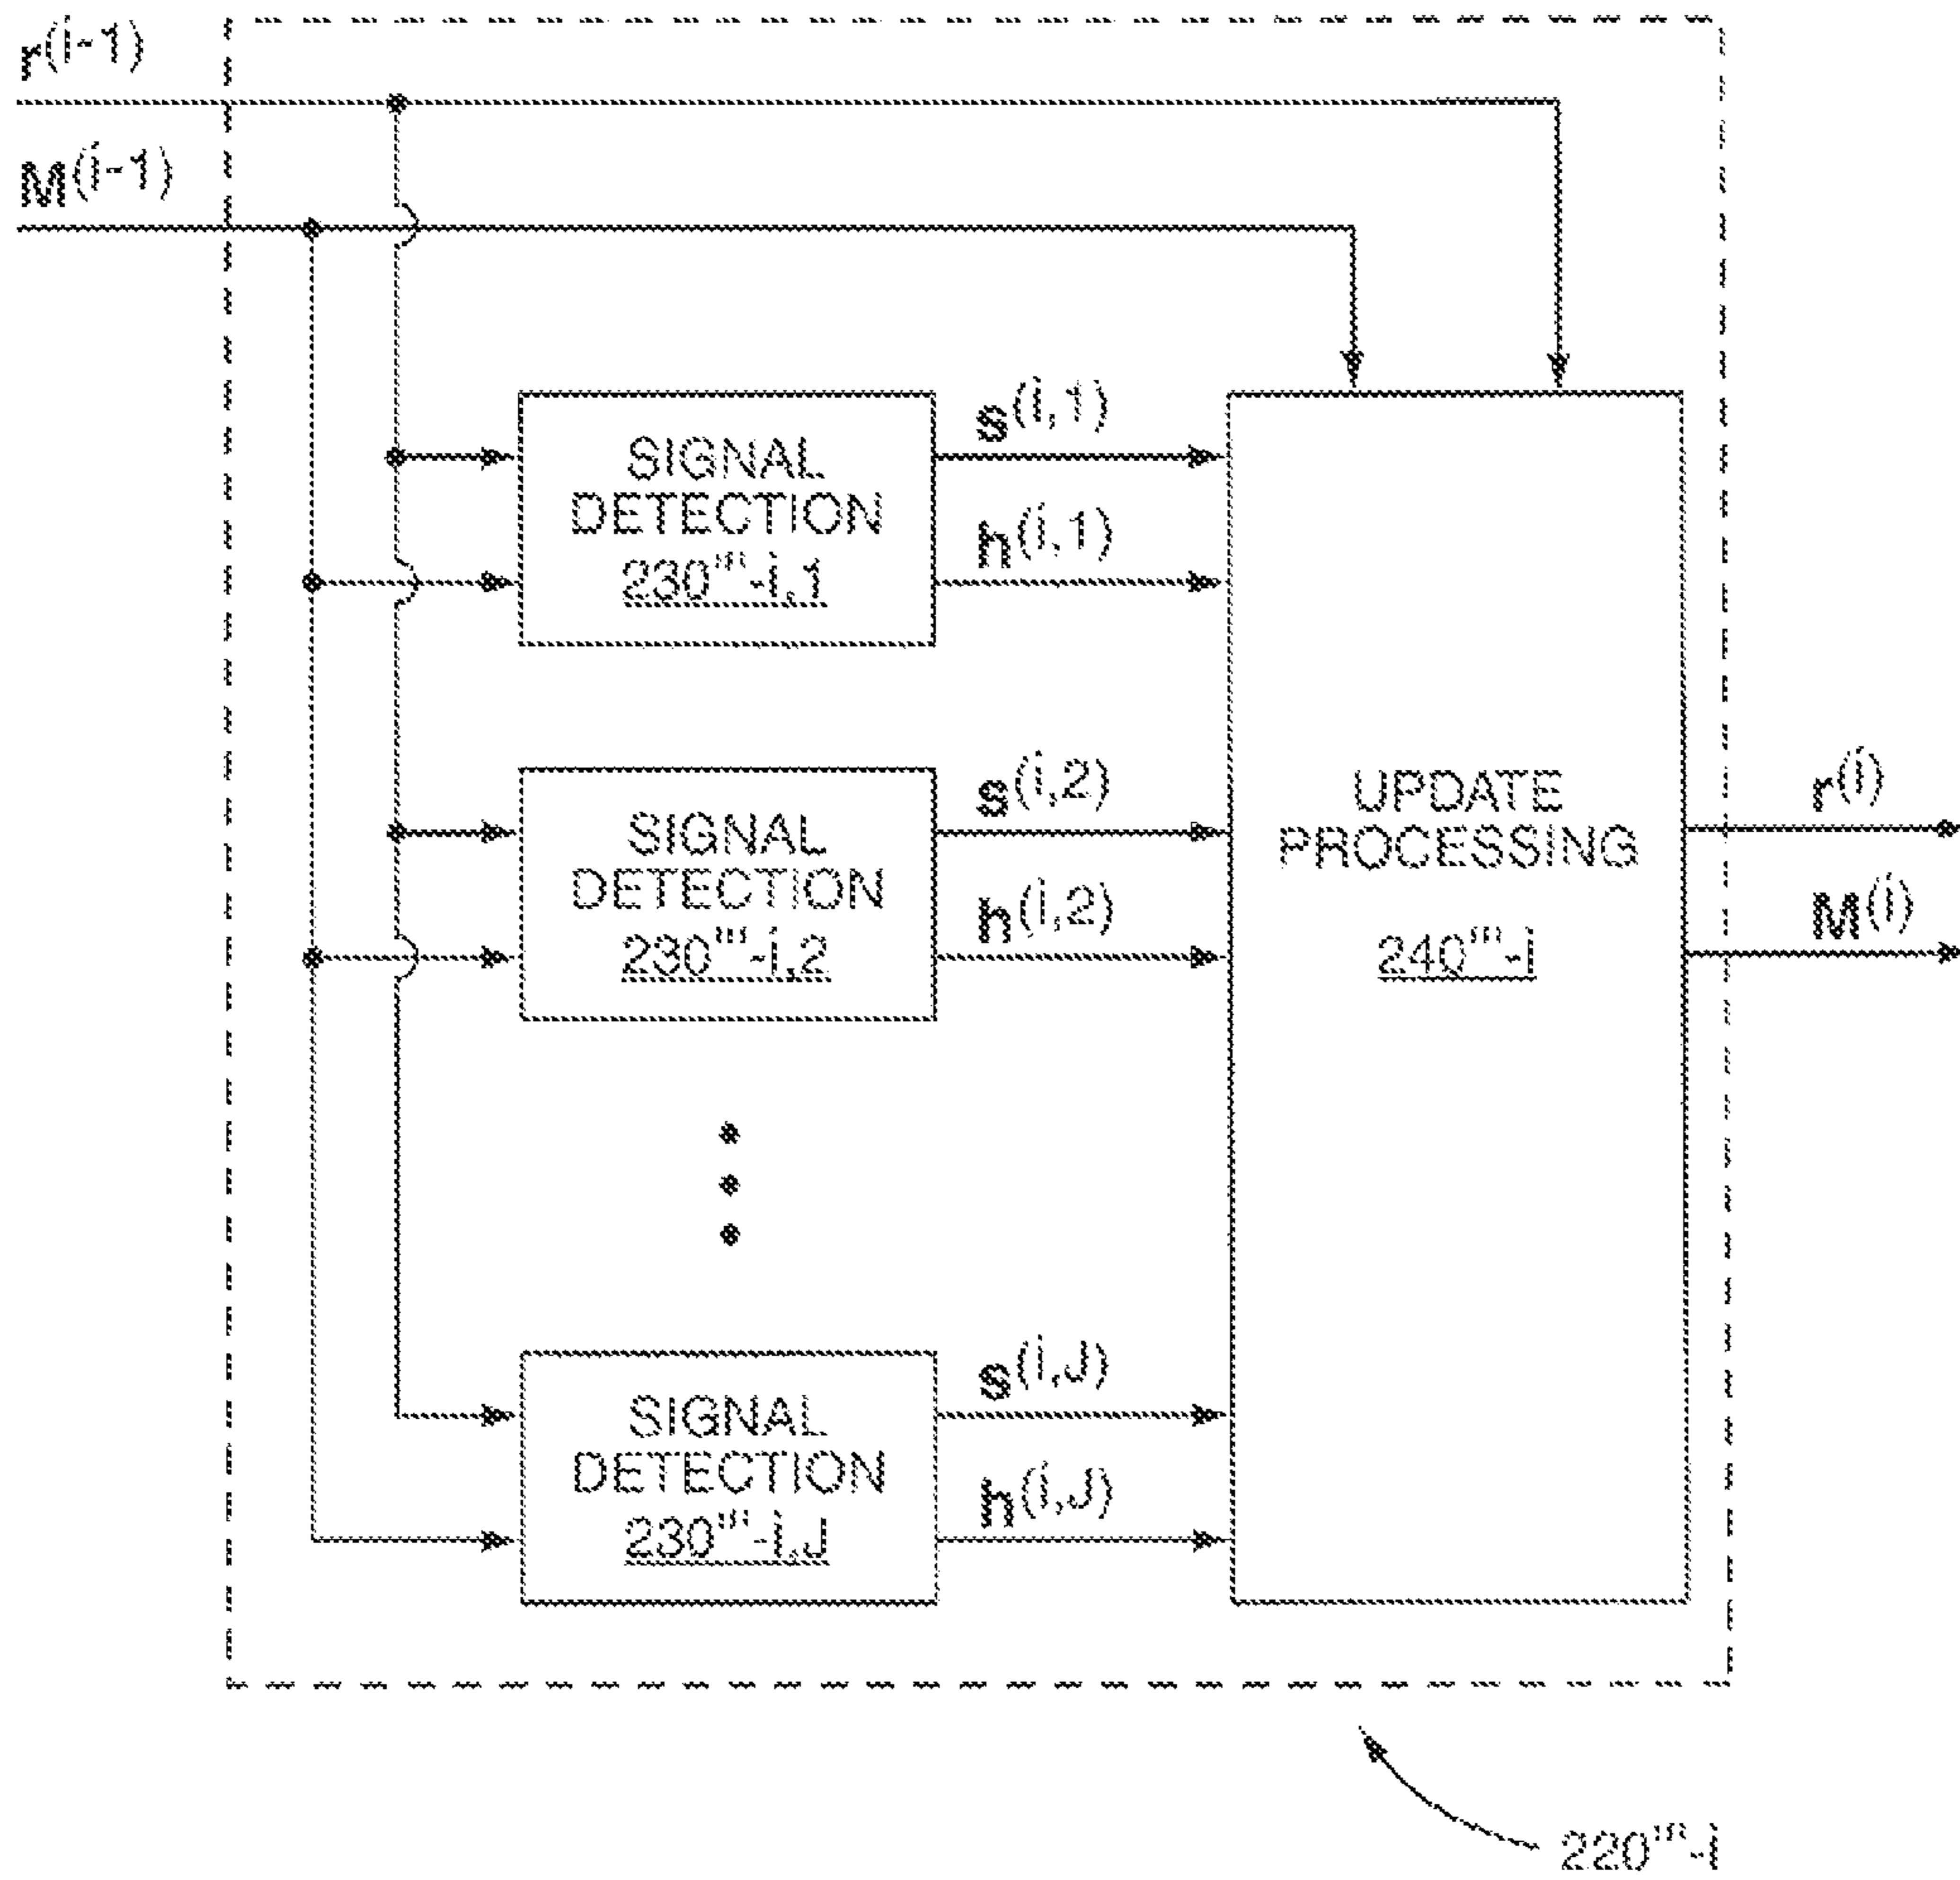 r(i-1)
M(i-1)
SIGNAL
DETECTION
230'''-i,1
s(i,1)
h(i,1)
SIGNAL
DETECTION
230'''-i,2
s(i,2)
h(i,2)
SIGNAL
DETECTION
230'''-i,J
s(i,J)
h(i,J)
UPDATE
PROCESSING
240'''-i
r(i)
M(i)
220'''-i